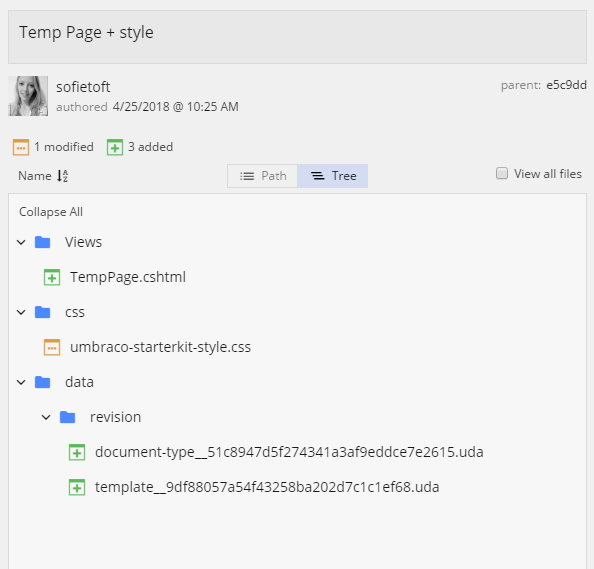 Temp Page + style
sofietoft
parent: e5c9dd
authored 4/25/2018 @ 10:25 AM
1 modified 3 added
Name Path Tree View all files
Collapse All
Views
TempPage.cshtml
css
umbraco-starterkit-style.css
data
revision
document-type__51c8947d5f274341a3af9eddce7e2615.uda
template__9df88057a54f43258ba202d7c1c1ef68.uda